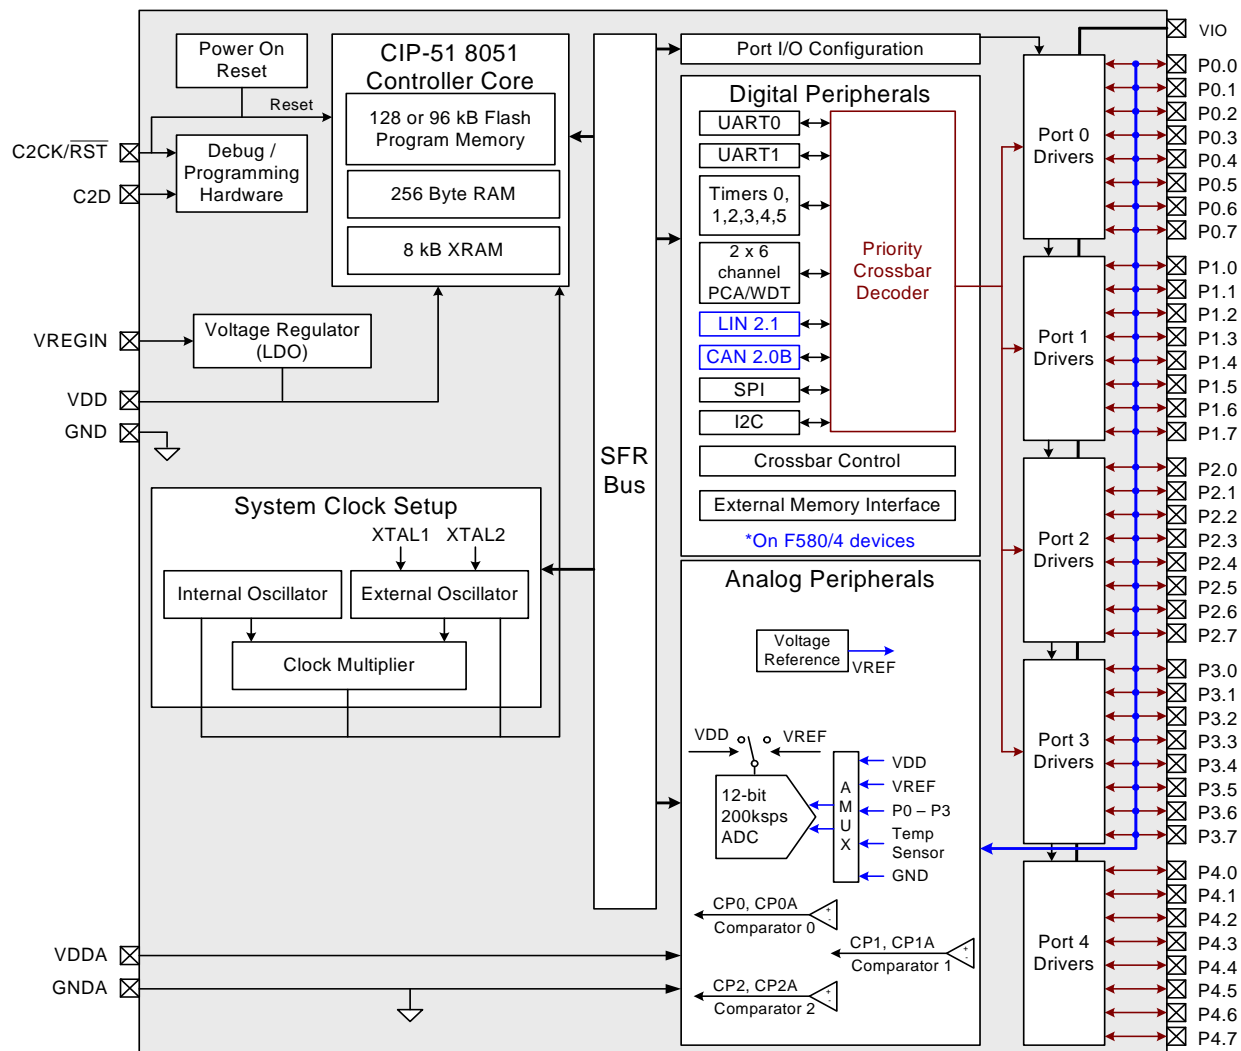 Power On
Reset
Reset
C2CK/RST
C2D
Debug /
Programming
Hardware
CIP-51 8051
Controller Core
128 or 96 kB Flash
Program Memory
256 Byte RAM
8 kB XRAM
VREGIN
Voltage Regulator
(LDO)
VDD
GND
System Clock Setup
XTAL1 XTAL2
Internal Oscillator
External Oscillator
Clock Multiplier
VDDA
GNDA
SFR
Bus
Port I/O Configuration
Digital Peripherals
UART0
UART1
Timers 0,
1,2,3,4,5
2 x 6
channel
PCA/WDT
LIN 2.1
CAN 2.0B
SPI
I2C
Priority
Crossbar
Decoder
Crossbar Control
External Memory Interface
*On F580/4 devices
Analog Peripherals
Voltage
Reference
VREF
VDD
VREF
12-bit
200ksps
ADC
A
M
U
X
VDD
VREF
P0 – P3
Temp
Sensor
GND
CP0, CP0A
Comparator 0
+
-
CP1, CP1A
Comparator 1
+
-
CP2, CP2A
Comparator 2
+
-
Port 0
Drivers
Port 1
Drivers
Port 2
Drivers
Port 3
Drivers
Port 4
Drivers
VIO
P0.0
P0.1
P0.2
P0.3
P0.4
P0.5
P0.6
P0.7
P1.0
P1.1
P1.2
P1.3
P1.4
P1.5
P1.6
P1.7
P2.0
P2.1
P2.2
P2.3
P2.4
P2.5
P2.6
P2.7
P3.0
P3.1
P3.2
P3.3
P3.4
P3.5
P3.6
P3.7
P4.0
P4.1
P4.2
P4.3
P4.4
P4.5
P4.6
P4.7